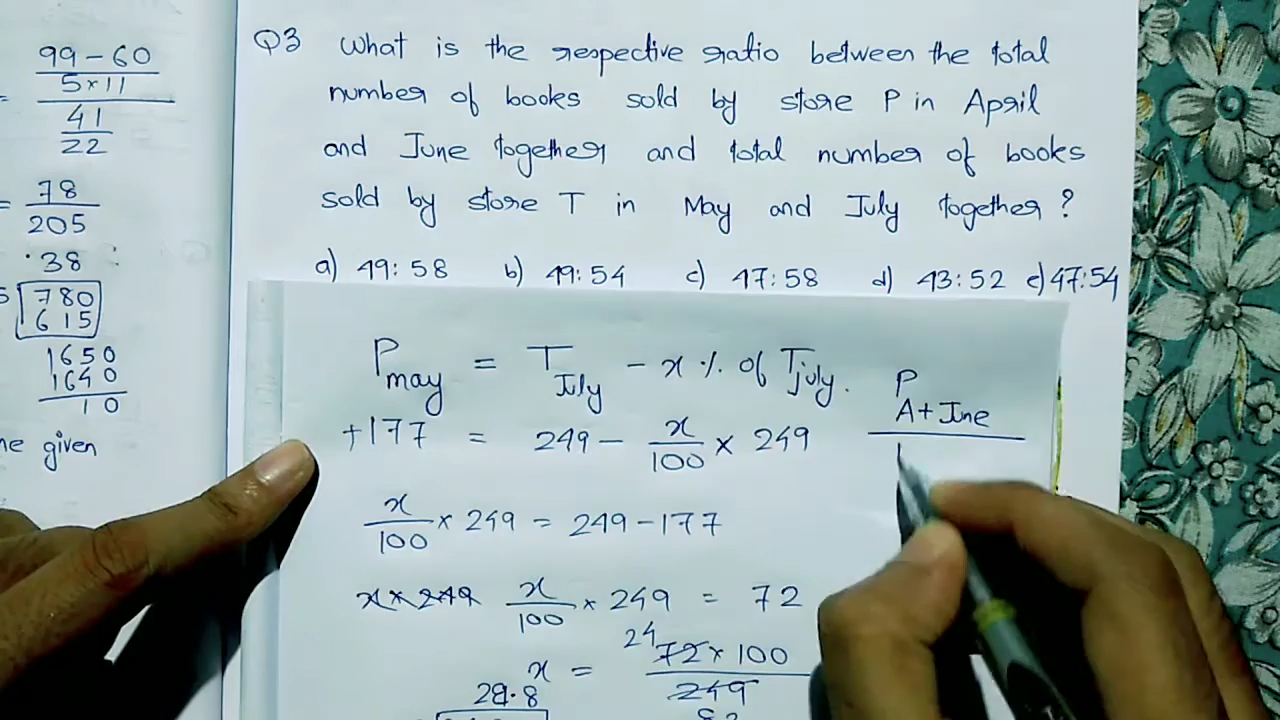 99 - 60
5 × 11
=
41
22
= 78
205
.38
5 780
615
1650
1640
10
he given
Q3 What is the respective ratio between the total
number of books sold by store P in April
and June together and total number of books
sold by store T in May and July together ?
a) 49: 58 b) 49:54 c) 47:58 d) 43:52 e) 47:54
P may = T July - x % of T july.
+177 = 249 - x/100 × 249
P A + June
x/100 × 249 = 249 - 177
x × 249 x/100 × 249 = 72
24
x = 72 × 100
249
28.8